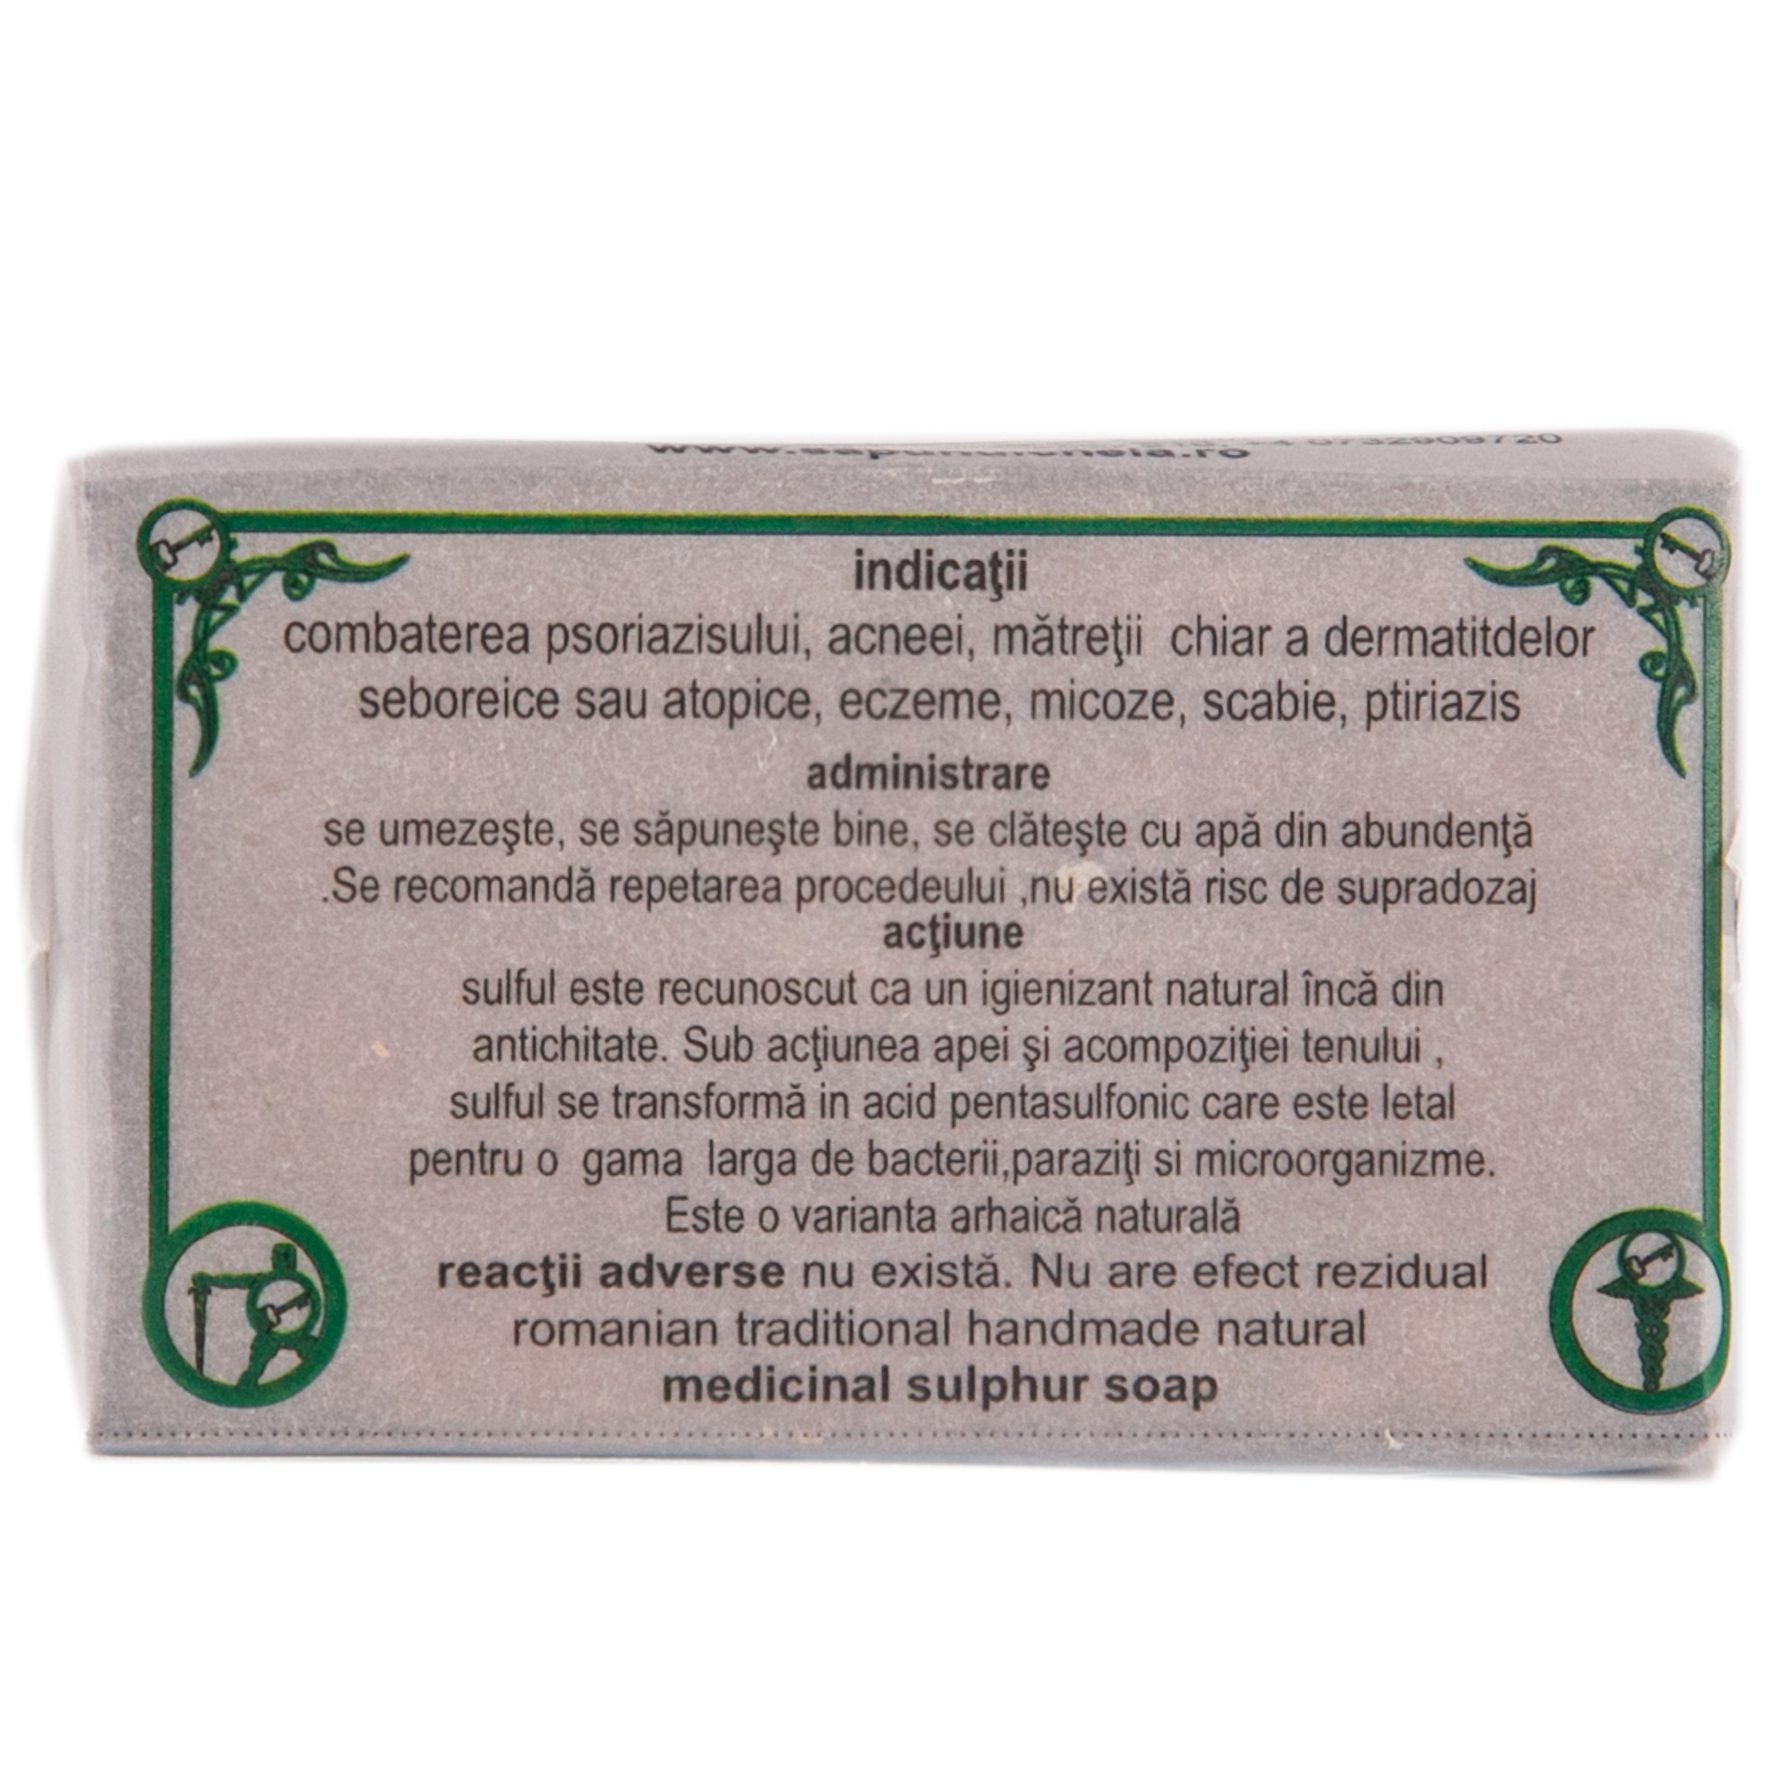 indicaţii
combaterea psoriazisului, acneei, mătreţii chiar a dermatitdelor
seboreice sau atopice, eczeme, micoze, scabie, ptiriazis
administrare
se umezeşte, se săpuneşte bine, se clăteşte cu apă din abundenţă
.Se recomandă repetarea procedeului ,nu există risc de supradozaj
acţiune
sulful este recunoscut ca un igienizant natural încă din
antichitate. Sub acţiunea apei şi acompoziţiei tenului ,
sulful se transformă in acid pentasulfonic care este letal
pentru o gama larga de bacterii,paraziţi si microorganizme.
Este o varianta arhaică naturală
reacţii adverse nu există. Nu are efect rezidual
romanian traditional handmade natural
medicinal sulphur soap